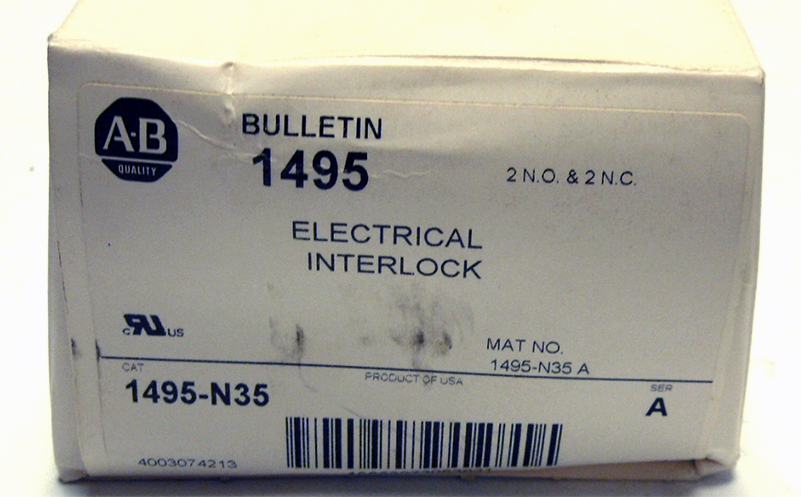 A-B
QUALITY
BULLETIN
1495
2 N.O. & 2 N.C.
ELECTRICAL
INTERLOCK
c RU US
MAT NO.
1495-N35 A
CAT
PRODUCT OF USA
SER
1495-N35
A
4003074213